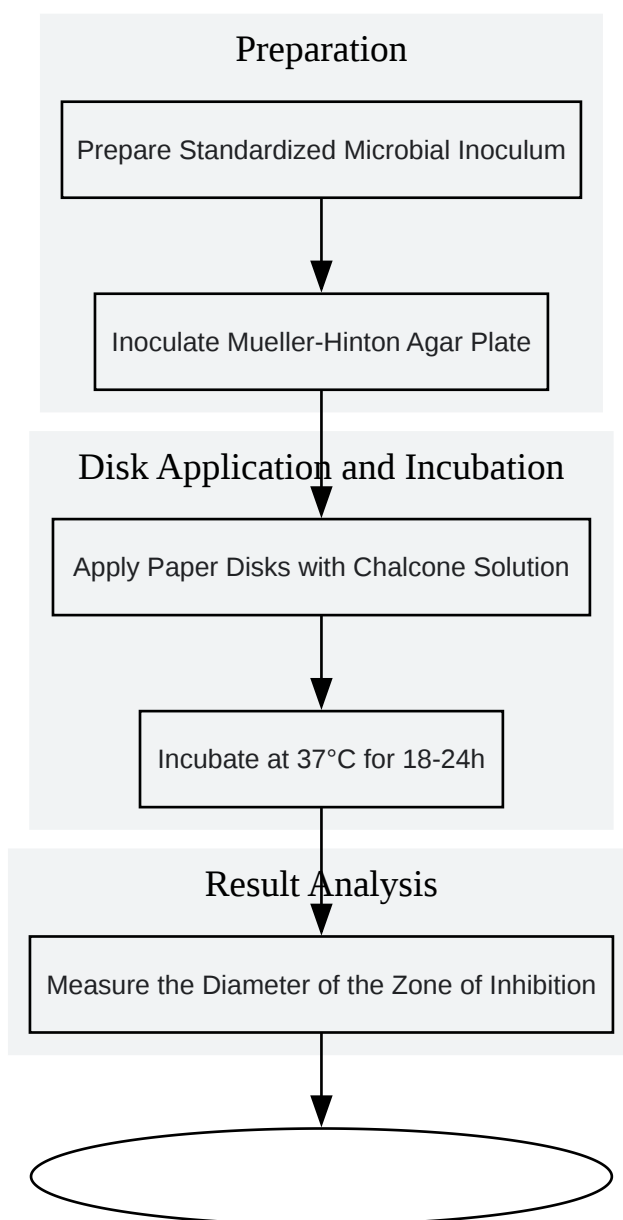 Preparation
Prepare Standardized Microbial Inoculum
Inoculate Mueller-Hinton Agar Plate
Disk Application and Incubation
Apply Paper Disks with Chalcone Solution
Incubate at 37°C for 18-24h
Result Analysis
Measure the Diameter of the Zone of Inhibition